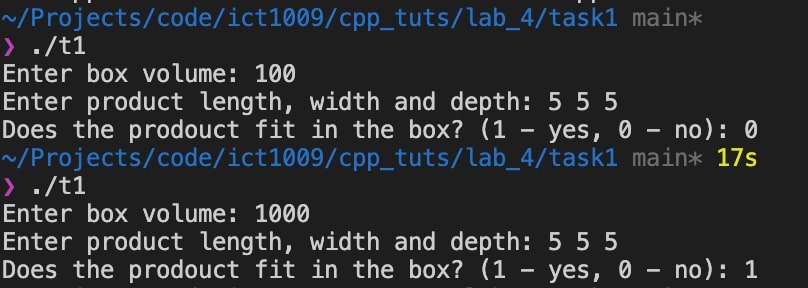 ~/Projects/code/ict1009/cpp_tuts/lab_4/task1 main*
❯ ./t1
Enter box volume: 100
Enter product length, width and depth: 5 5 5
Does the prodouct fit in the box? (1 - yes, 0 - no): 0
~/Projects/code/ict1009/cpp_tuts/lab_4/task1 main* 17s
❯ ./t1
Enter box volume: 1000
Enter product length, width and depth: 5 5 5
Does the prodouct fit in the box? (1 - yes, 0 - no): 1